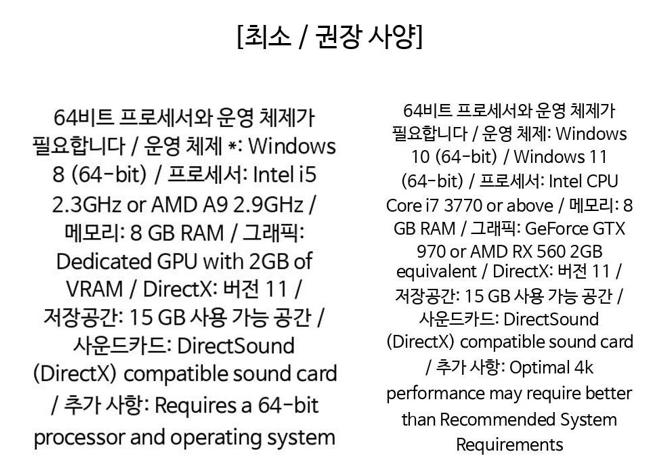 [최소 / 권장 사양]
64비트 프로세서와 운영 체제가
필요합니다 / 운영 체제 *: Windows
8 (64-bit) / 프로세서: Intel i5
2.3GHz or AMD A9 2.9GHz /
메모리: 8 GB RAM / 그래픽:
Dedicated GPU with 2GB of
VRAM / DirectX: 버전 11 /
저장공간: 15 GB 사용 가능 공간 /
사운드카드: DirectSound
(DirectX) compatible sound card
/ 추가 사항: Requires a 64-bit
processor and operating system
64비트 프로세서와 운영 체제가
필요합니다 / 운영 체제: Windows
10 (64-bit) / Windows 11
(64-bit) / 프로세서: Intel CPU
Core i7 3770 or above / 메모리: 8
GB RAM / 그래픽: GeForce GTX
970 or AMD RX 560 2GB
equivalent / DirectX: 버전 11 /
저장공간: 15 GB 사용 가능 공간 /
사운드카드: DirectSound
(DirectX) compatible sound card
/ 추가 사항: Optimal 4k
performance may require better
than Recommended System
Requirements